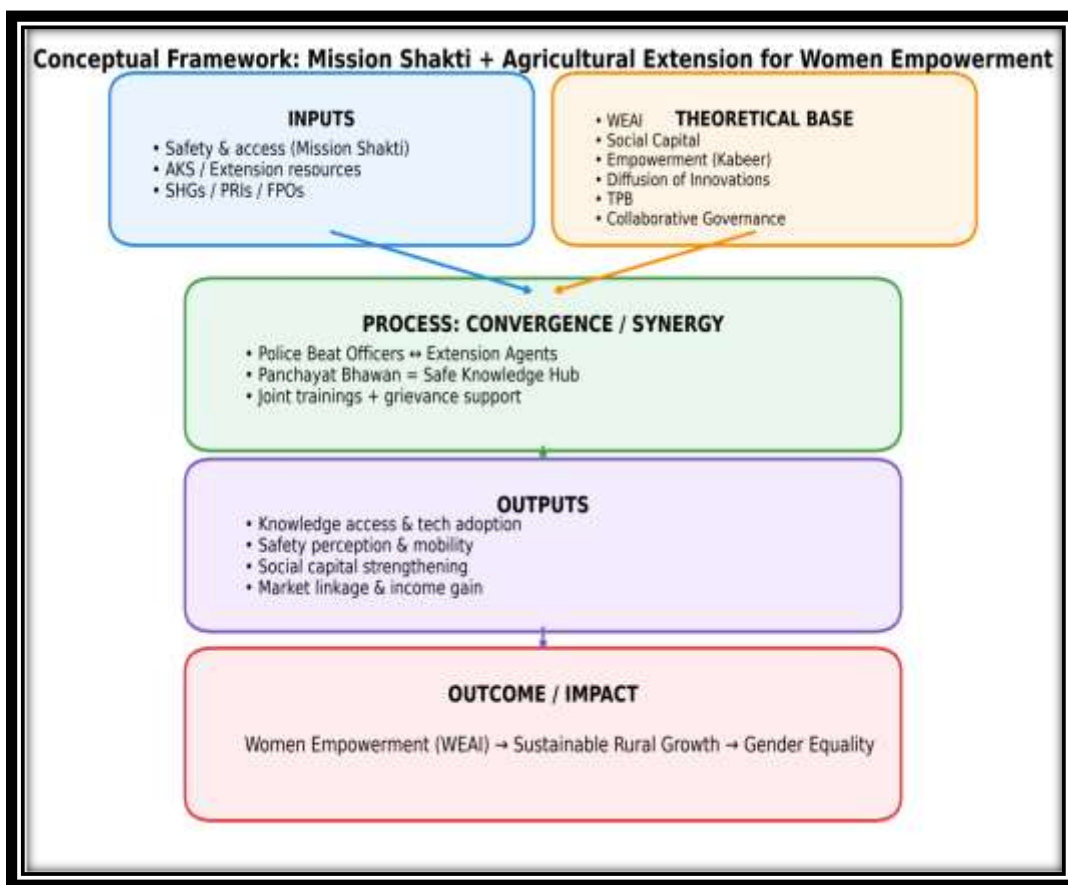 Conceptual Framework: Mission Shakti + Agricultural Extension for Women Empowerment
INPUTS
• Safety & access (Mission Shakti)
• AKS / Extension resources
• SHGs / PRIs / FPOs
THEORETICAL BASE
• WEAI
• Social Capital
• Empowerment (Kabeer)
• Diffusion of Innovations
• TPB
• Collaborative Governance
PROCESS: CONVERGENCE / SYNERGY
• Police Beat Officers ↔ Extension Agents
• Panchayat Bhawan = Safe Knowledge Hub
• Joint trainings + grievance support
OUTPUTS
• Knowledge access & tech adoption
• Safety perception & mobility
• Social capital strengthening
• Market linkage & income gain
OUTCOME / IMPACT
Women Empowerment (WEAI) → Sustainable Rural Growth → Gender Equality